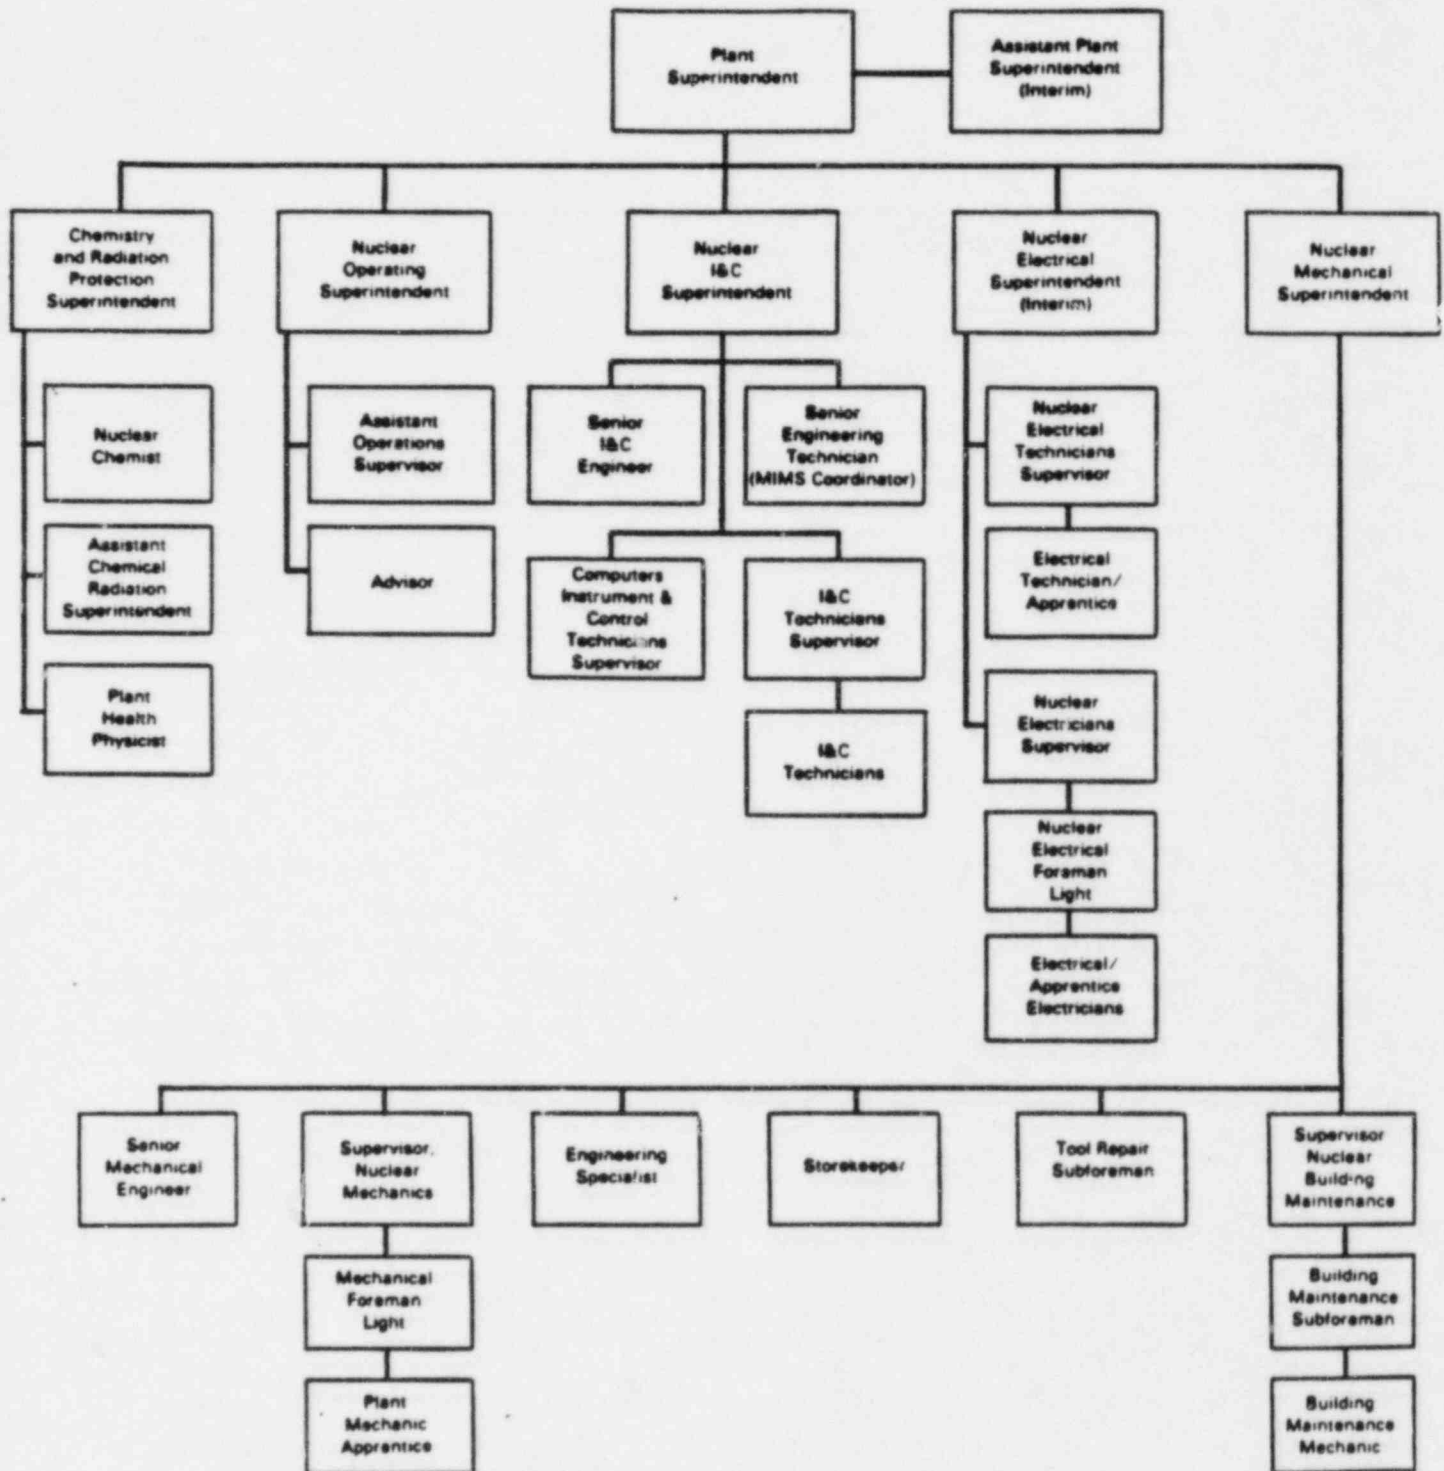 Plant
Superintendent
Assistant Plant
Superintendent
(Interim)
Chemistry
and Radiation
Protection
Superintendent
Nuclear
Operating
Superintendent
Nuclear
I&C
Superintendent
Nuclear
Electrical
Superintendent
(Interim)
Nuclear
Mechanical
Superintendent
Nuclear
Chemist
Assistant
Chemical
Radiation
Superintendent
Plant
Health
Physicist
Assistant
Operations
Supervisor
Advisor
Senior
I&C
Engineer
Senior
Engineering
Technician
(MIMS Coordinator)
Computers
Instrument &
Control
Technicians
Supervisor
I&C
Technicians
Supervisor
I&C
Technicians
Nuclear
Electrical
Technicians
Supervisor
Electrical
Technician/
Apprentice
Nuclear
Electricians
Supervisor
Nuclear
Electrical
Foreman
Light
Electrical/
Apprentice
Electricians
Senior
Mechanical
Engineer
Supervisor,
Nuclear
Mechanics
Mechanical
Foreman
Light
Plant
Mechanic
Apprentice
Engineering
Specialist
Storekeeper
Tool Repair
Subforeman
Supervisor
Nuclear
Building
Maintenance
Building
Maintenance
Subforeman
Building
Maintenance
Mechanic